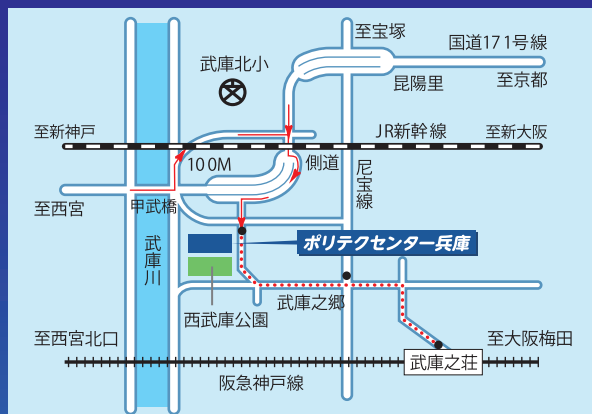 至宝塚
国道171号線
武庫北小
昆陽里
至京都
至新神戸
JR新幹線
至新大阪
100M
側道
尼宝線
至西宮
甲武橋
武庫川
ポリテクセンター兵庫
武庫之郷
西武庫公園
至西宮北口
至大阪梅田
武庫之荘
阪急神戸線